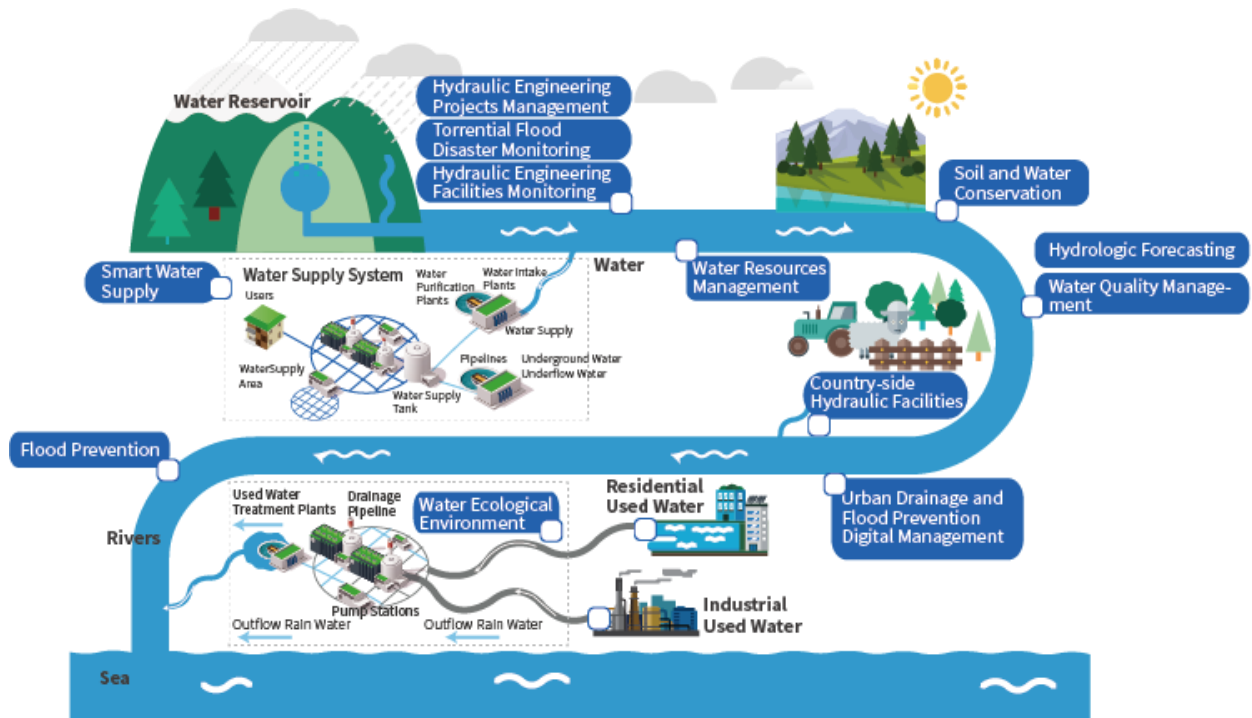 Water Reservoir
Hydraulic Engineering
Projects Management
Torrential Flood
Disaster Monitoring
Hydraulic Engineering
Facilities Monitoring
Soil and Water
Conservation
Hydrologic Forecasting
Water Quality Manage-
ment
Smart Water
Supply
Water Supply System
Water
Purification
Plants
Water Intake
Plants
Water
Water Resources
Management
Users
Water Supply
WaterSupply
Area
Pipelines
Underground Water
Underflow Water
Water Supply
Tank
Country-side
Hydraulic Facilities
Flood Prevention
Used Water
Treatment Plants
Drainage
Pipeline
Water Ecological
Environment
Residential
Used Water
Urban Drainage and
Flood Prevention
Digital Management
Rivers
Pump Stations
Industrial
Used Water
Outflow Rain Water
Outflow Rain Water
Sea